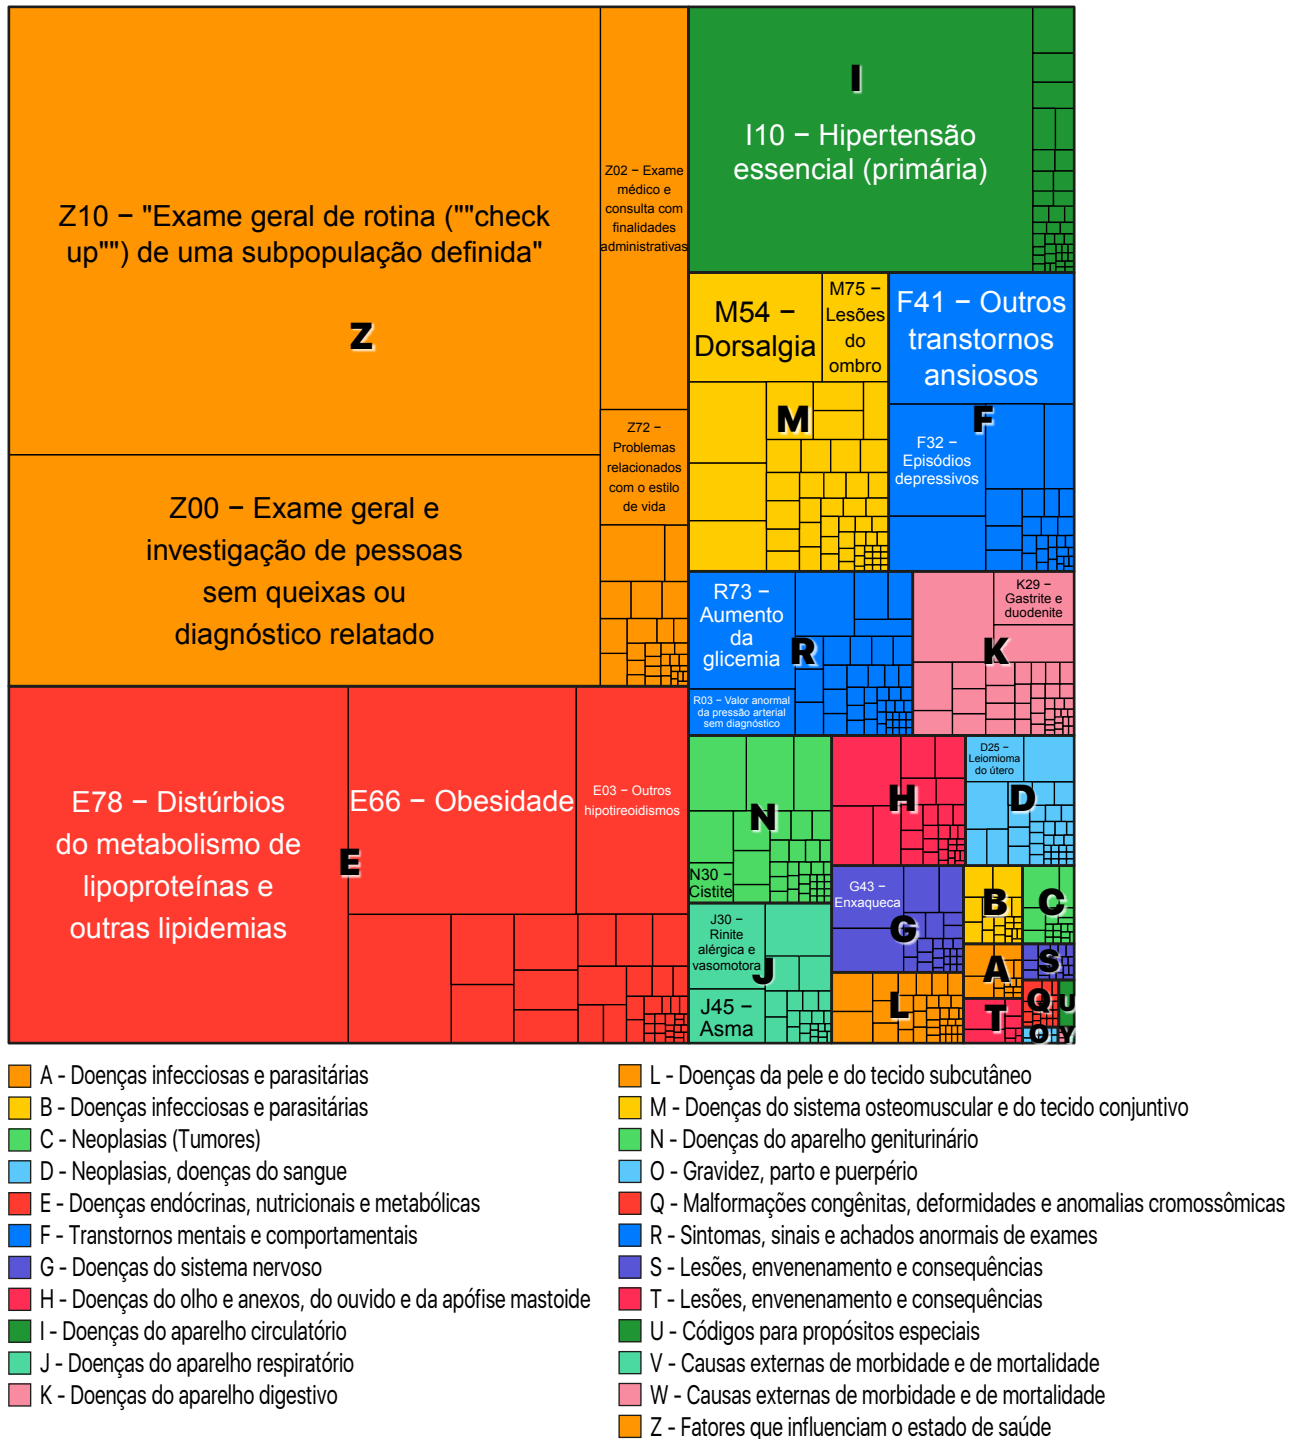 Z10 − "Exame geral de rotina (""check
up"") de uma subpopulação definida"
Z
Z02 − Exame
médico e
consulta com
finalidades
administrativas
Z00 − Exame geral e
investigação de pessoas
sem queixas ou
diagnóstico relatado
Z72 −
Problemas
relacionados
com o estilo
de vida
I
I10 − Hipertensão
essencial (primária)
M54 −
Dorsalgia
M75 −
Lesões
do
ombro
M
F41 − Outros
transtornos
ansiosos
F
F32 −
Episódios
depressivos
R73 −
Aumento
da
glicemia
R
R03 − Valor anormal
da pressão arterial
sem diagnóstico
K29 −
Gastrite e
duodenite
K
E78 − Distúrbios
do metabolismo de
lipoproteínas e
outras lipidemias
E
E66 − Obesidade
E03 − Outros
hipotireoidismos
N
N30 −
Cistite
H
D25 −
Leiomioma
do útero
D
J30 −
Rinite
alérgica e
vasomotora
J
J45 −
Asma
G43 −
Enxaqueca
G
L
B
C
A
S
T
Q
U
O
Y
A - Doenças infecciosas e parasitárias
B - Doenças infecciosas e parasitárias
C - Neoplasias (Tumores)
D - Neoplasias, doenças do sangue
E - Doenças endócrinas, nutricionais e metabólicas
F - Transtornos mentais e comportamentais
G - Doenças do sistema nervoso
H - Doenças do olho e anexos, do ouvido e da apófise mastoide
I - Doenças do aparelho circulatório
J - Doenças do aparelho respiratório
K - Doenças do aparelho digestivo
L - Doenças da pele e do tecido subcutâneo
M - Doenças do sistema osteomuscular e do tecido conjuntivo
N - Doenças do aparelho geniturinário
O - Gravidez, parto e puerpério
Q - Malformações congênitas, deformidades e anomalias cromossômicas
R - Sintomas, sinais e achados anormais de exames
S - Lesões, envenenamento e consequências
T - Lesões, envenenamento e consequências
U - Códigos para propósitos especiais
V - Causas externas de morbidade e de mortalidade
W - Causas externas de morbidade e de mortalidade
Z - Fatores que influenciam o estado de saúde